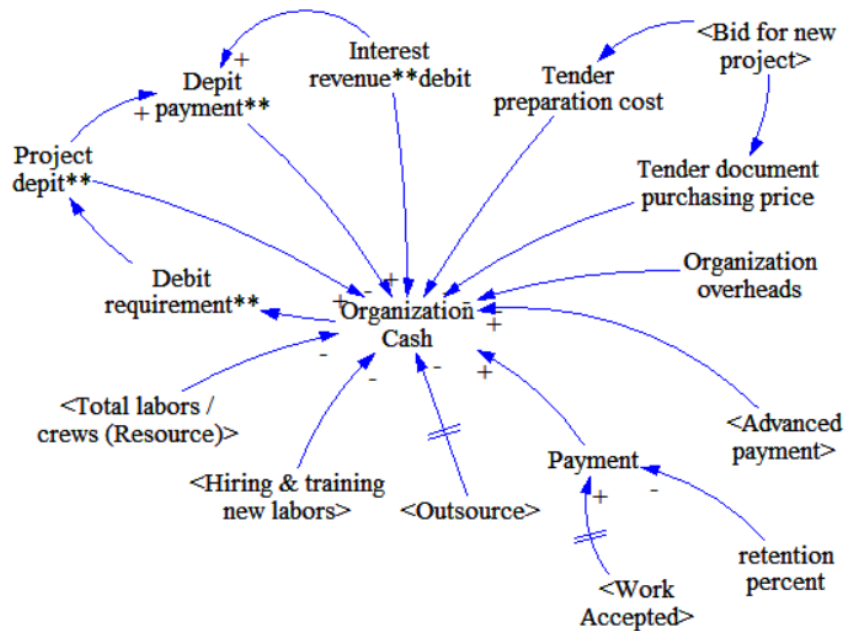 <Bid for new
project>
Interest
revenue**debit
Depit
payment**
Tender
preparation cost
Project
depit**
Tender document
purchasing price
Debit
requirement**
Organization
overheads
Organization
Cash
<Total labors /
crews (Resource)>
<Advanced
payment>
<Hiring & training
new labors>
<Outsource>
Payment
retention
percent
<Work
Accepted>